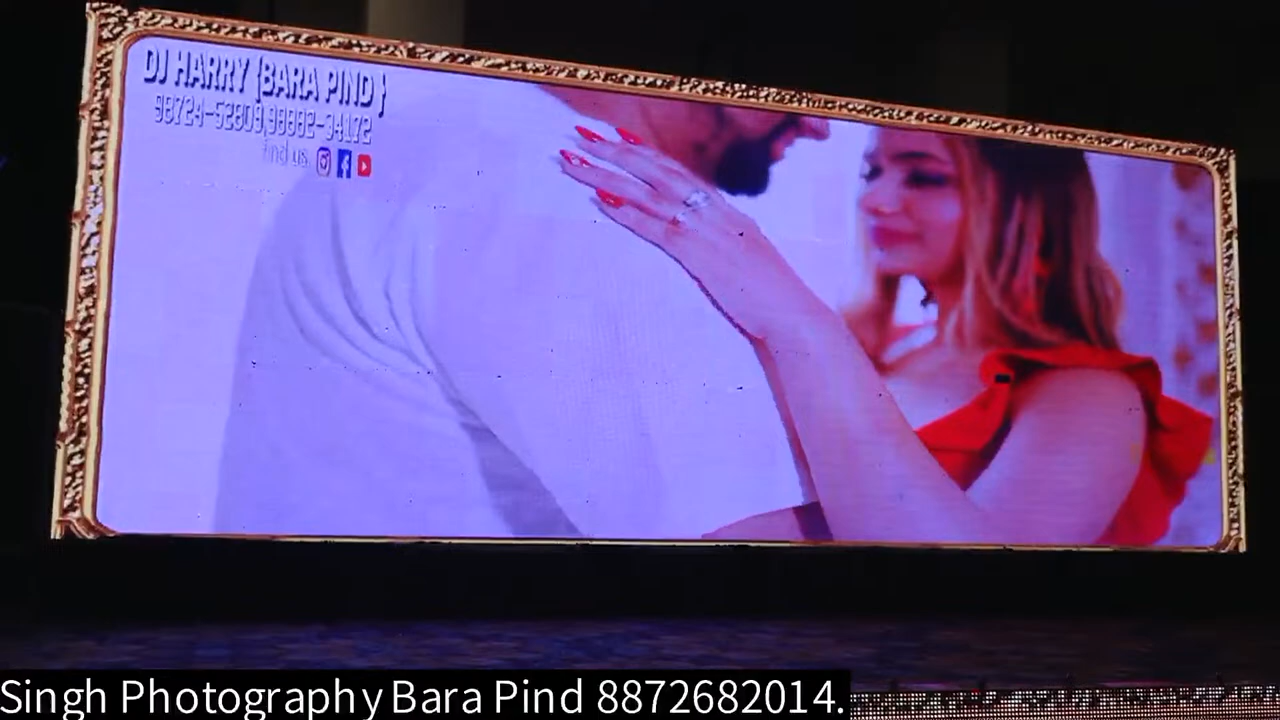 DJ HARRY {BARA PIND }
98724-52809,98882-34172
find us
Singh Photography Bara Pind 8872682014.